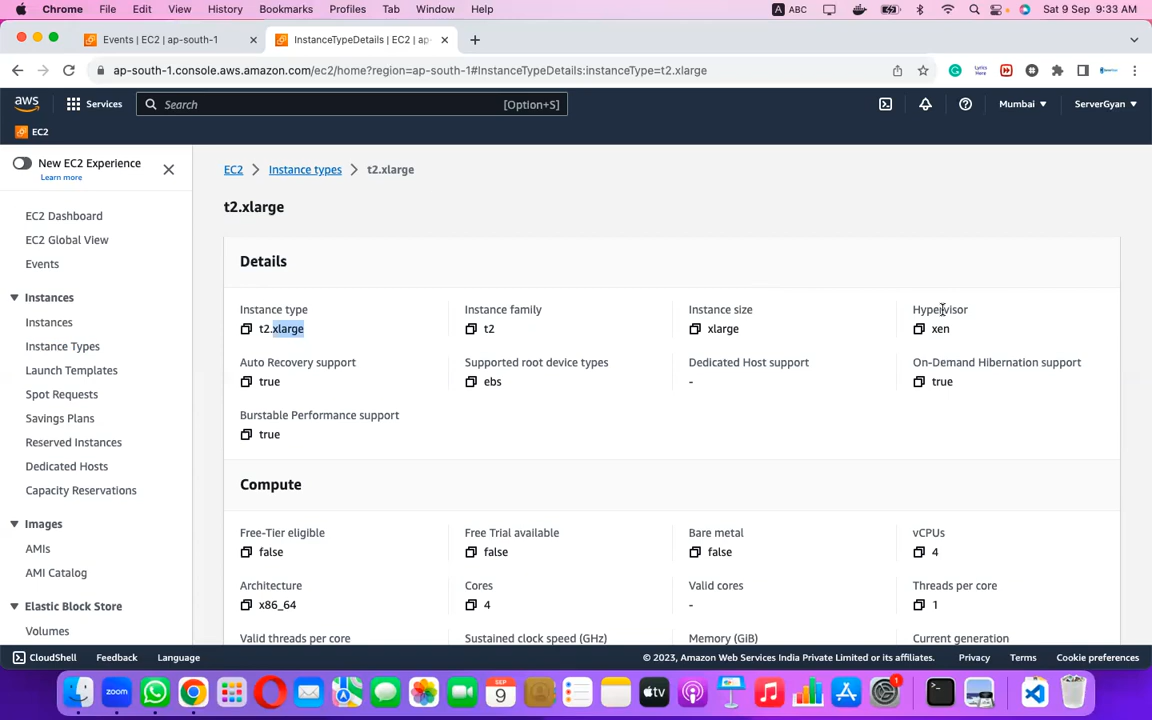 Chrome File Edit View History Bookmarks Profiles Tab Window Help A ABC Sat 9 Sep 9:33 AM
Events | EC2 | ap-south-1 InstanceTypeDetails | EC2 | ap-
ap-south-1.console.aws.amazon.com/ec2/home?region=ap-south-1#InstanceTypeDetails:instanceType=t2.xlarge
aws Services Search [Option+S] Mumbai ServerGyan
EC2
New EC2 Experience
Learn more
EC2 Dashboard
EC2 Global View
Events
Instances
Instances
Instance Types
Launch Templates
Spot Requests
Savings Plans
Reserved Instances
Dedicated Hosts
Capacity Reservations
Images
AMIs
AMI Catalog
Elastic Block Store
Volumes
EC2 > Instance types > t2.xlarge
t2.xlarge
Details
Instance type Instance family Instance size Hypervisor
t2.xlarge t2 xlarge xen
Auto Recovery support Supported root device types Dedicated Host support On-Demand Hibernation support
true ebs - true
Burstable Performance support
true
Compute
Free-Tier eligible Free Trial available Bare metal vCPUs
false false false 4
Architecture Cores Valid cores Threads per core
x86_64 4 - 1
Valid threads per core Sustained clock speed (GHz) Memory (GiB) Current generation
CloudShell Feedback Language © 2023, Amazon Web Services India Private Limited or its affiliates. Privacy Terms Cookie preferences
zoom SEP 9 tv 1